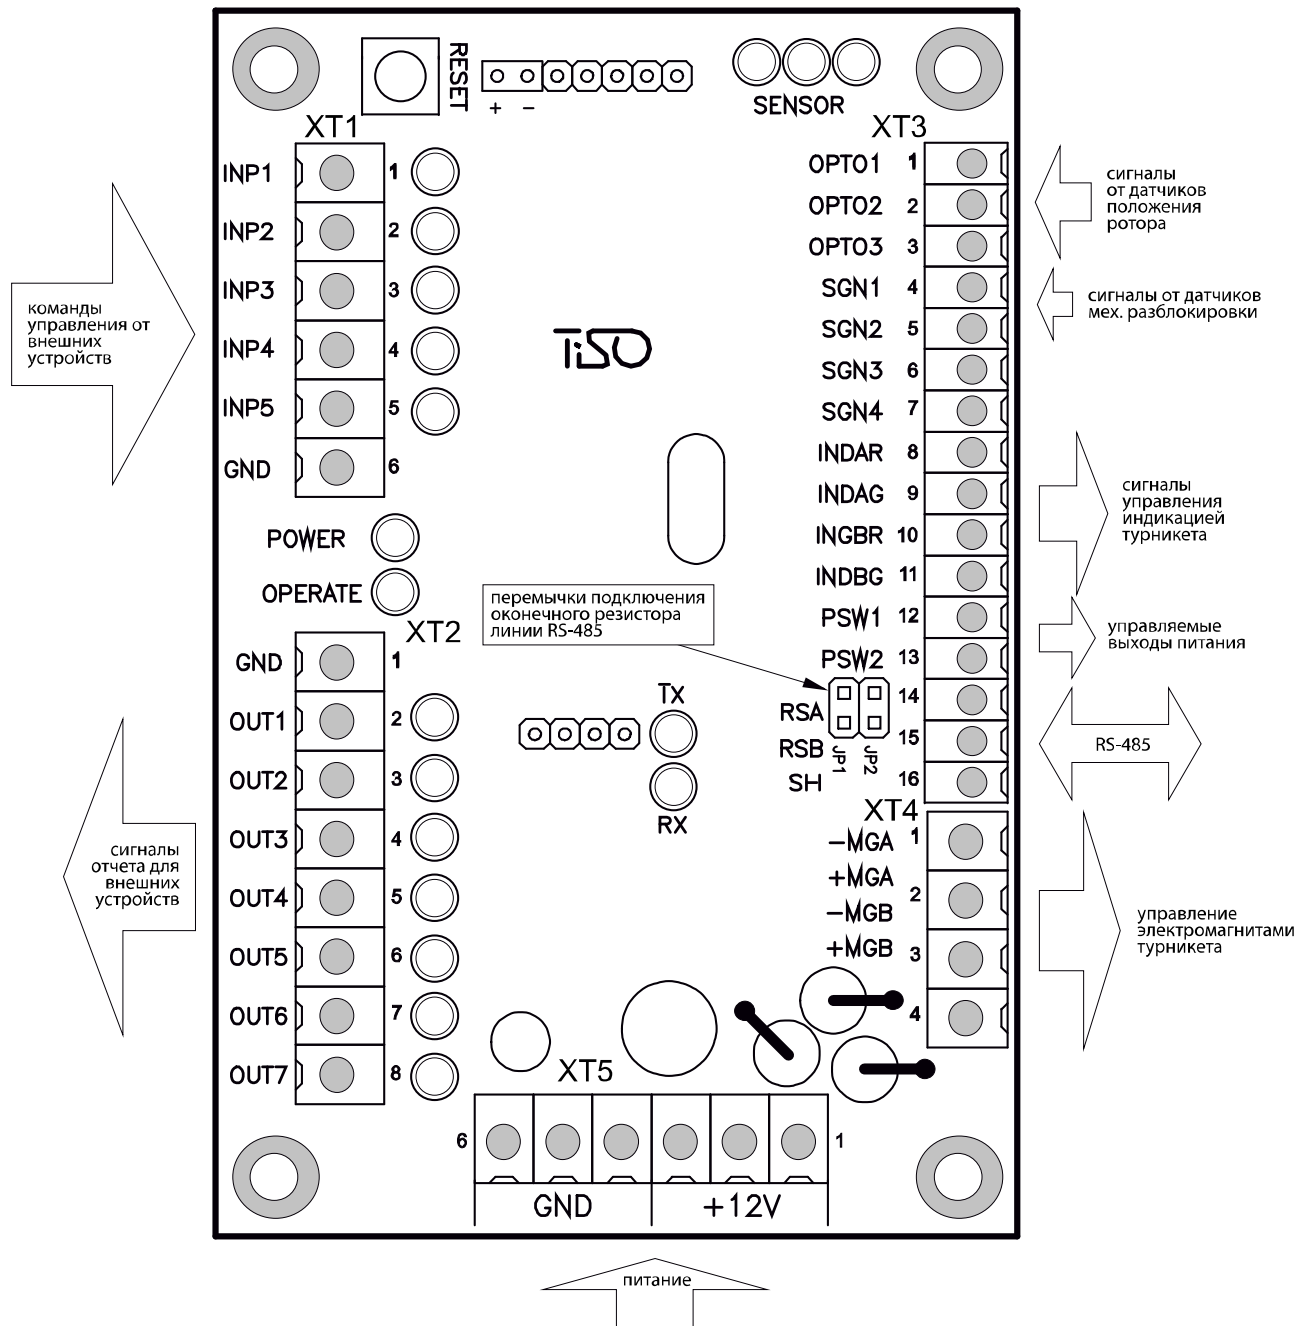 RESET
+ −
SENSOR
XT1
INP1 1
INP2 2
INP3 3
INP4 4
INP5 5
GND 6
команды
управления от
внешних
устройств
POWER
OPERATE
XT2
GND 1
OUT1 2
OUT2 3
OUT3 4
OUT4 5
OUT5 6
OUT6 7
OUT7 8
сигналы
отчета для
внешних
устройств
TiSO
перемычки подключения
оконечного резистора
линии RS-485
TX
RX
XT3
OPTO1 1
OPTO2 2
OPTO3 3
SGN1 4
SGN2 5
SGN3 6
SGN4 7
INDAR 8
INDAG 9
INGBR 10
INDBG 11
PSW1 12
PSW2 13
RSA 14
RSB 15
SH 16
JP1
JP2
сигналы
от датчиков
положения
ротора
сигналы от датчиков
мех. разблокировки
сигналы
управления
индикацией
турникета
управляемые
выходы питания
RS-485
XT4
−MGA 1
+MGA 2
−MGB 3
+MGB 4
управление
электромагнитами
турникета
XT5
6 1
GND +12V
питание